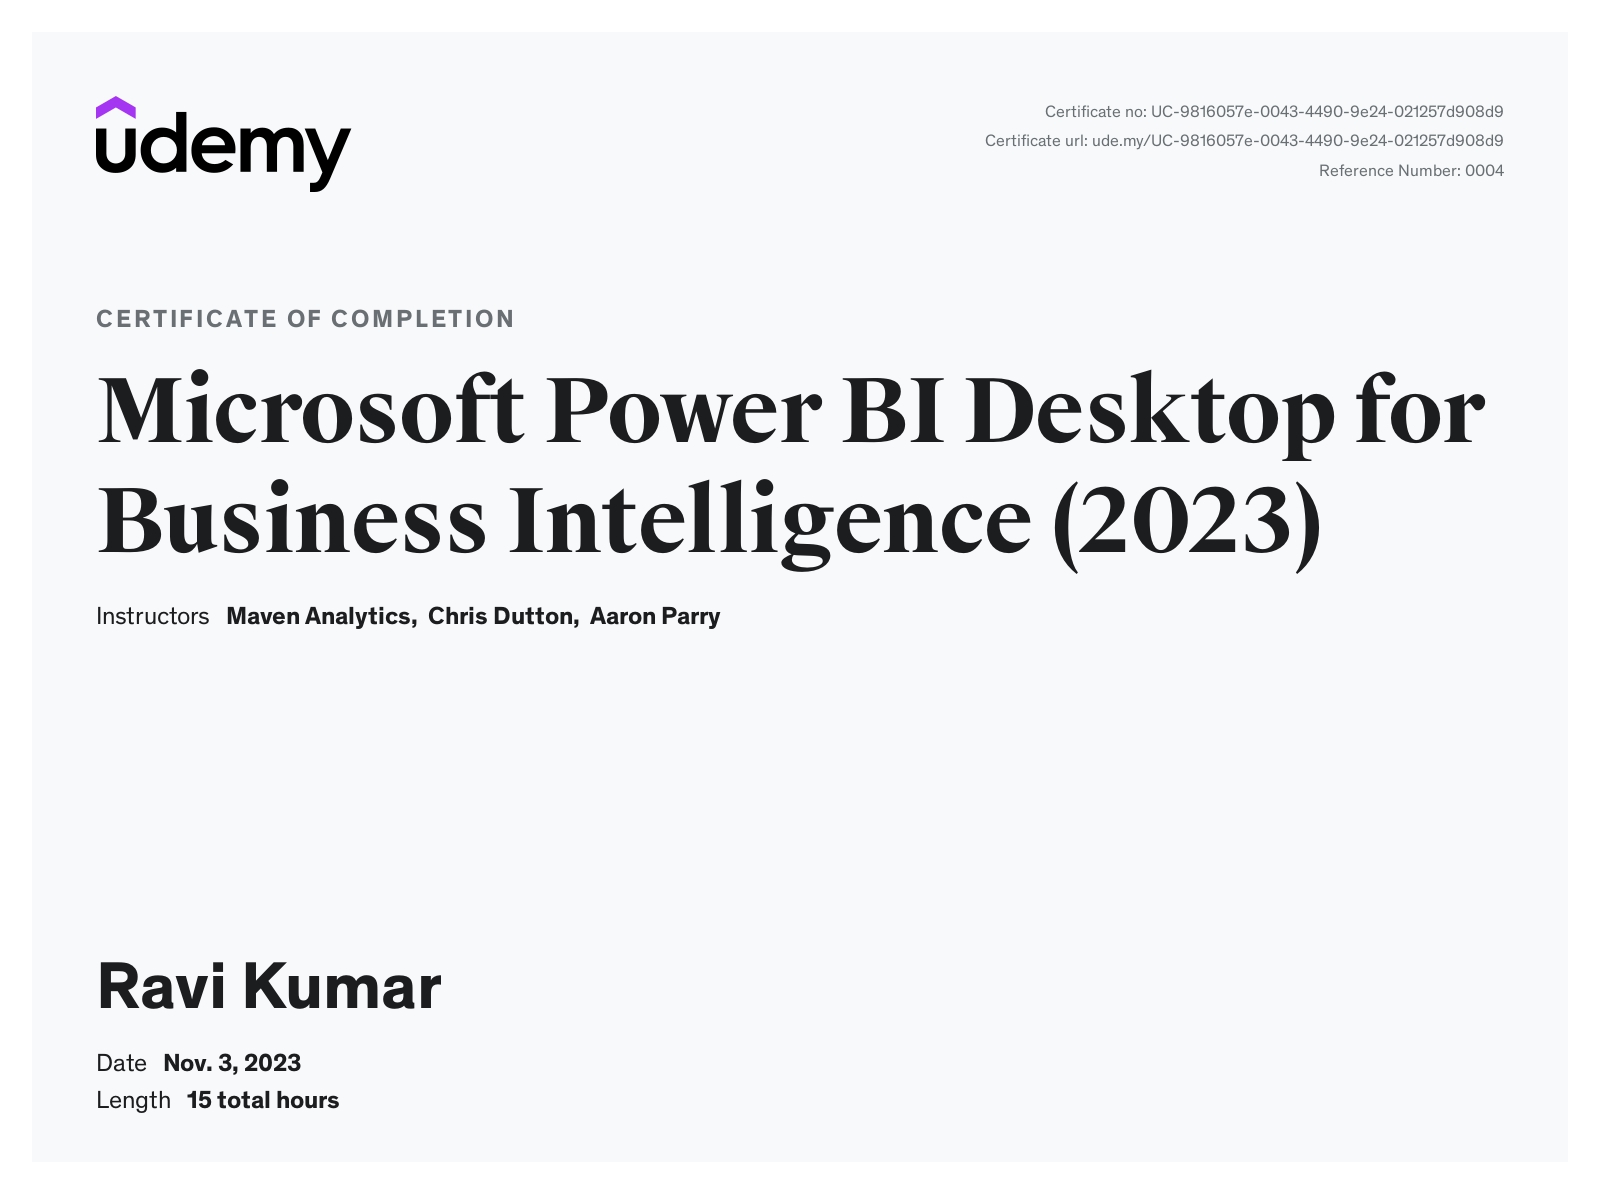 udemy
Certificate no: UC-9816057e-0043-4490-9e24-021257d908d9
Certificate url: ude.my/UC-9816057e-0043-4490-9e24-021257d908d9
Reference Number: 0004
CERTIFICATE OF COMPLETION
Microsoft Power BI Desktop for
Business Intelligence (2023)
Instructors Maven Analytics, Chris Dutton, Aaron Parry
Ravi Kumar
Date Nov. 3, 2023
Length 15 total hours